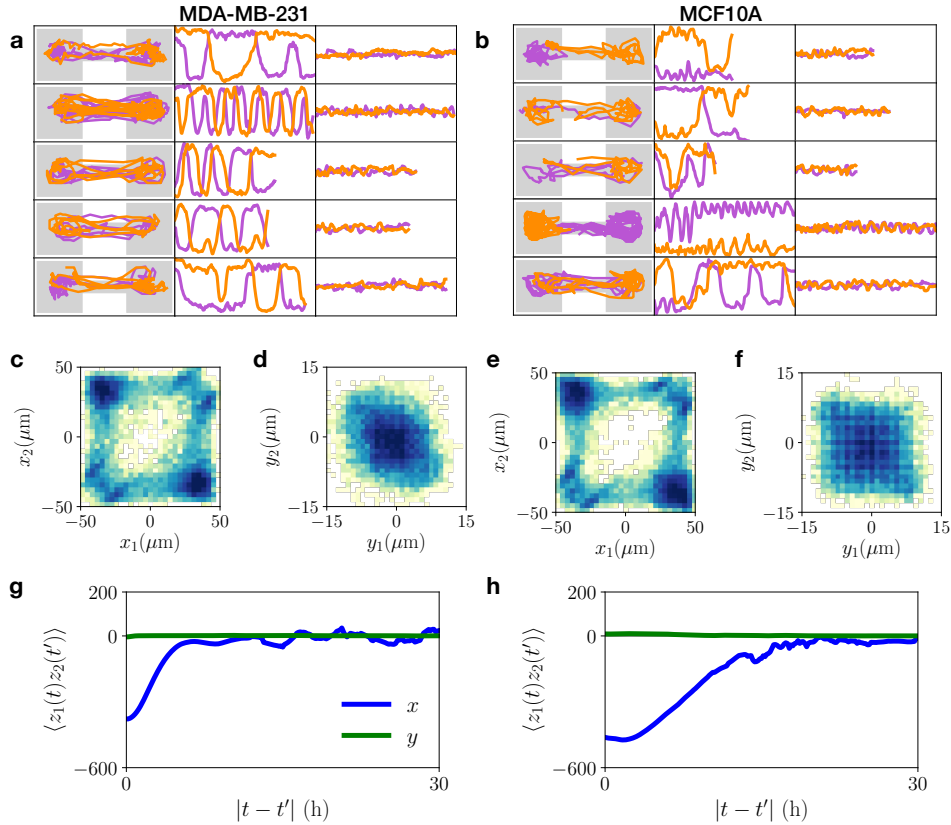 MDA-MB-231
MCF10A
a
b
c
d
e
f
50
0
−50
x₂(μm)
−50 0 50
x₁(μm)
15
0
−15
y₂(μm)
−15 0 15
y₁(μm)
50
0
−50
x₂(μm)
−50 0 50
x₁(μm)
15
0
−15
y₂(μm)
−15 0 15
y₁(μm)
g
200
0
−600
⟨z₁(t)z₂(t′)⟩
x
y
0 30
|t − t′| (h)
h
200
0
−600
⟨z₁(t)z₂(t′)⟩
0 30
|t − t′| (h)